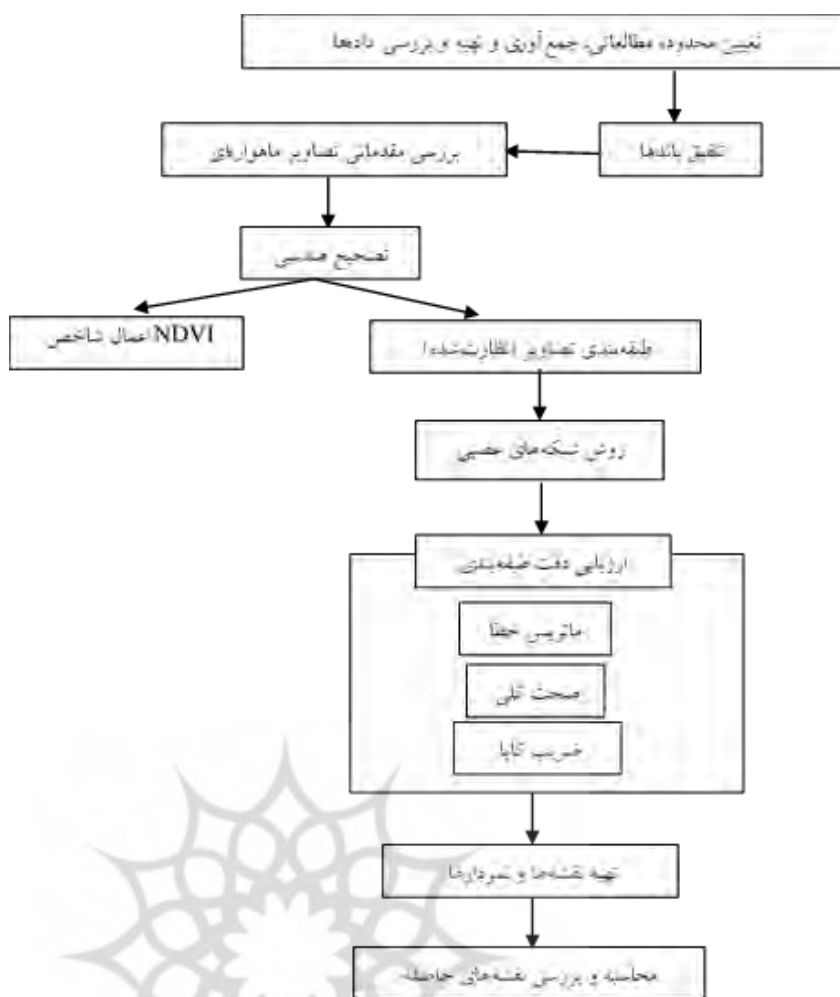 تعیین محدوده مطالعاتی، جمع‌آوری و تهیه و بررسی داده‌ها
تلفیق باندها
بررسی مقدماتی تصاویر ماهواره‌ای
تصحیح هندسی
اعمال شاخص NDVI
طبقه‌بندی تصاویر (نظارت‌شده)
روش شبکه‌های عصبی
ارزیابی دقت طبقه‌بندی
ماتریس خطا
صحت کلی
ضریب کاپا
تهیه نقشه‌ها و نمودارها
محاسبه و بررسی نقشه‌های حاصله